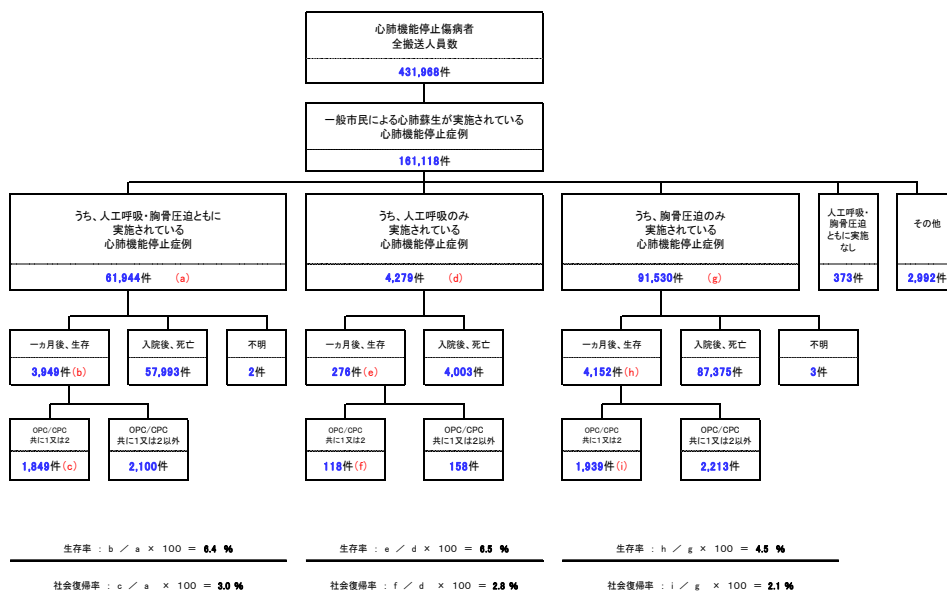 心肺機能停止傷病者
全搬送人員数
431,968件
一般市民による心肺蘇生が実施されている
心肺機能停止症例
161,118件
うち、人工呼吸・胸骨圧迫ともに
実施されている
心肺機能停止症例
61,944件 (a)
うち、人工呼吸のみ
実施されている
心肺機能停止症例
4,279件 (d)
うち、胸骨圧迫のみ
実施されている
心肺機能停止症例
91,530件 (g)
人工呼吸・
胸骨圧迫
ともに実施
なし
373件
その他
2,992件
一ヵ月後、生存
3,949件(b)
入院後、死亡
57,993件
不明
2件
一ヵ月後、生存
276件(e)
入院後、死亡
4,003件
一ヵ月後、生存
4,152件(h)
入院後、死亡
87,375件
不明
3件
OPC/CPC
共に1又は2
1,849件(c)
OPC/CPC
共に1又は2以外
2,100件
OPC/CPC
共に1又は2
118件(f)
OPC/CPC
共に1又は2以外
158件
OPC/CPC
共に1又は2
1,939件(i)
OPC/CPC
共に1又は2以外
2,213件
生存率 : b / a × 100 = 6.4 %
生存率 : e / d × 100 = 6.5 %
生存率 : h / g × 100 = 4.5 %
社会復帰率 : c / a × 100 = 3.0 %
社会復帰率 : f / d × 100 = 2.8 %
社会復帰率 : i / g × 100 = 2.1 %